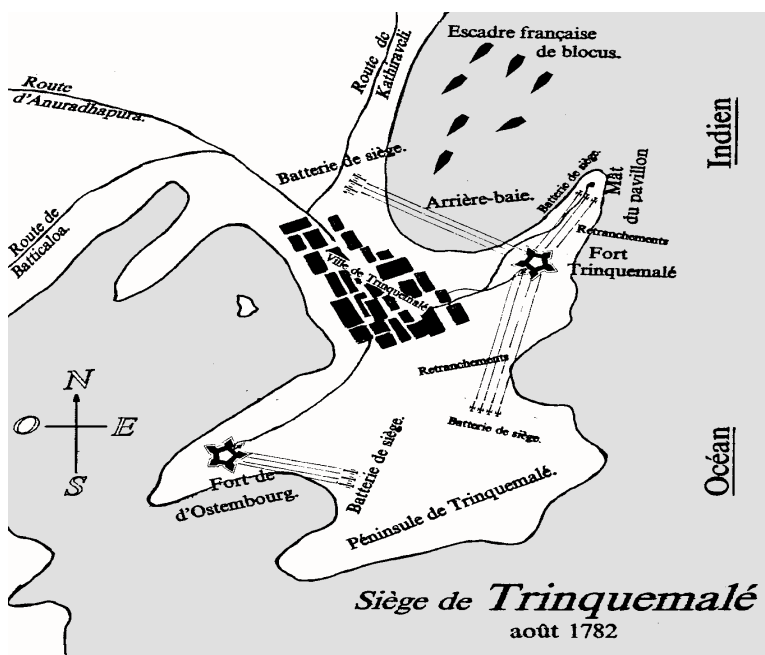 Escadre française
de blocus.
Route de
Kathiraveli.
Route
d'Anuradhapura.
Indien
Batterie de siège.
Batterie de siège.
Mât
du pavillon
Arrière-baie.
Route de
Batticaloa.
Retranchements
Fort
Trinquemalé
Ville de Trinquemalé
Retranchements
N
O
E
S
Batterie de siège.
Batterie de siège.
Océan
Fort de
d'Ostembourg.
Péninsule de Trinquemalé.
Siège de Trinquemalé
août 1782